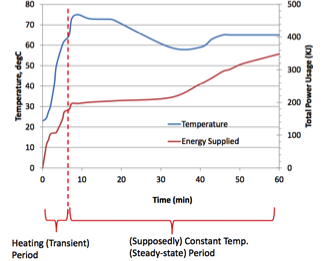 80
70
60
50
40
30
20
10
0
Temperature, degC
500
400
300
200
100
0
Total Power Usage (KJ)
Temperature
Energy Supplied
0 10 20 30 40 50 60
Time (min)
Heating (Transient)
Period
(Supposedly) Constant Temp.
(Steady-state) Period